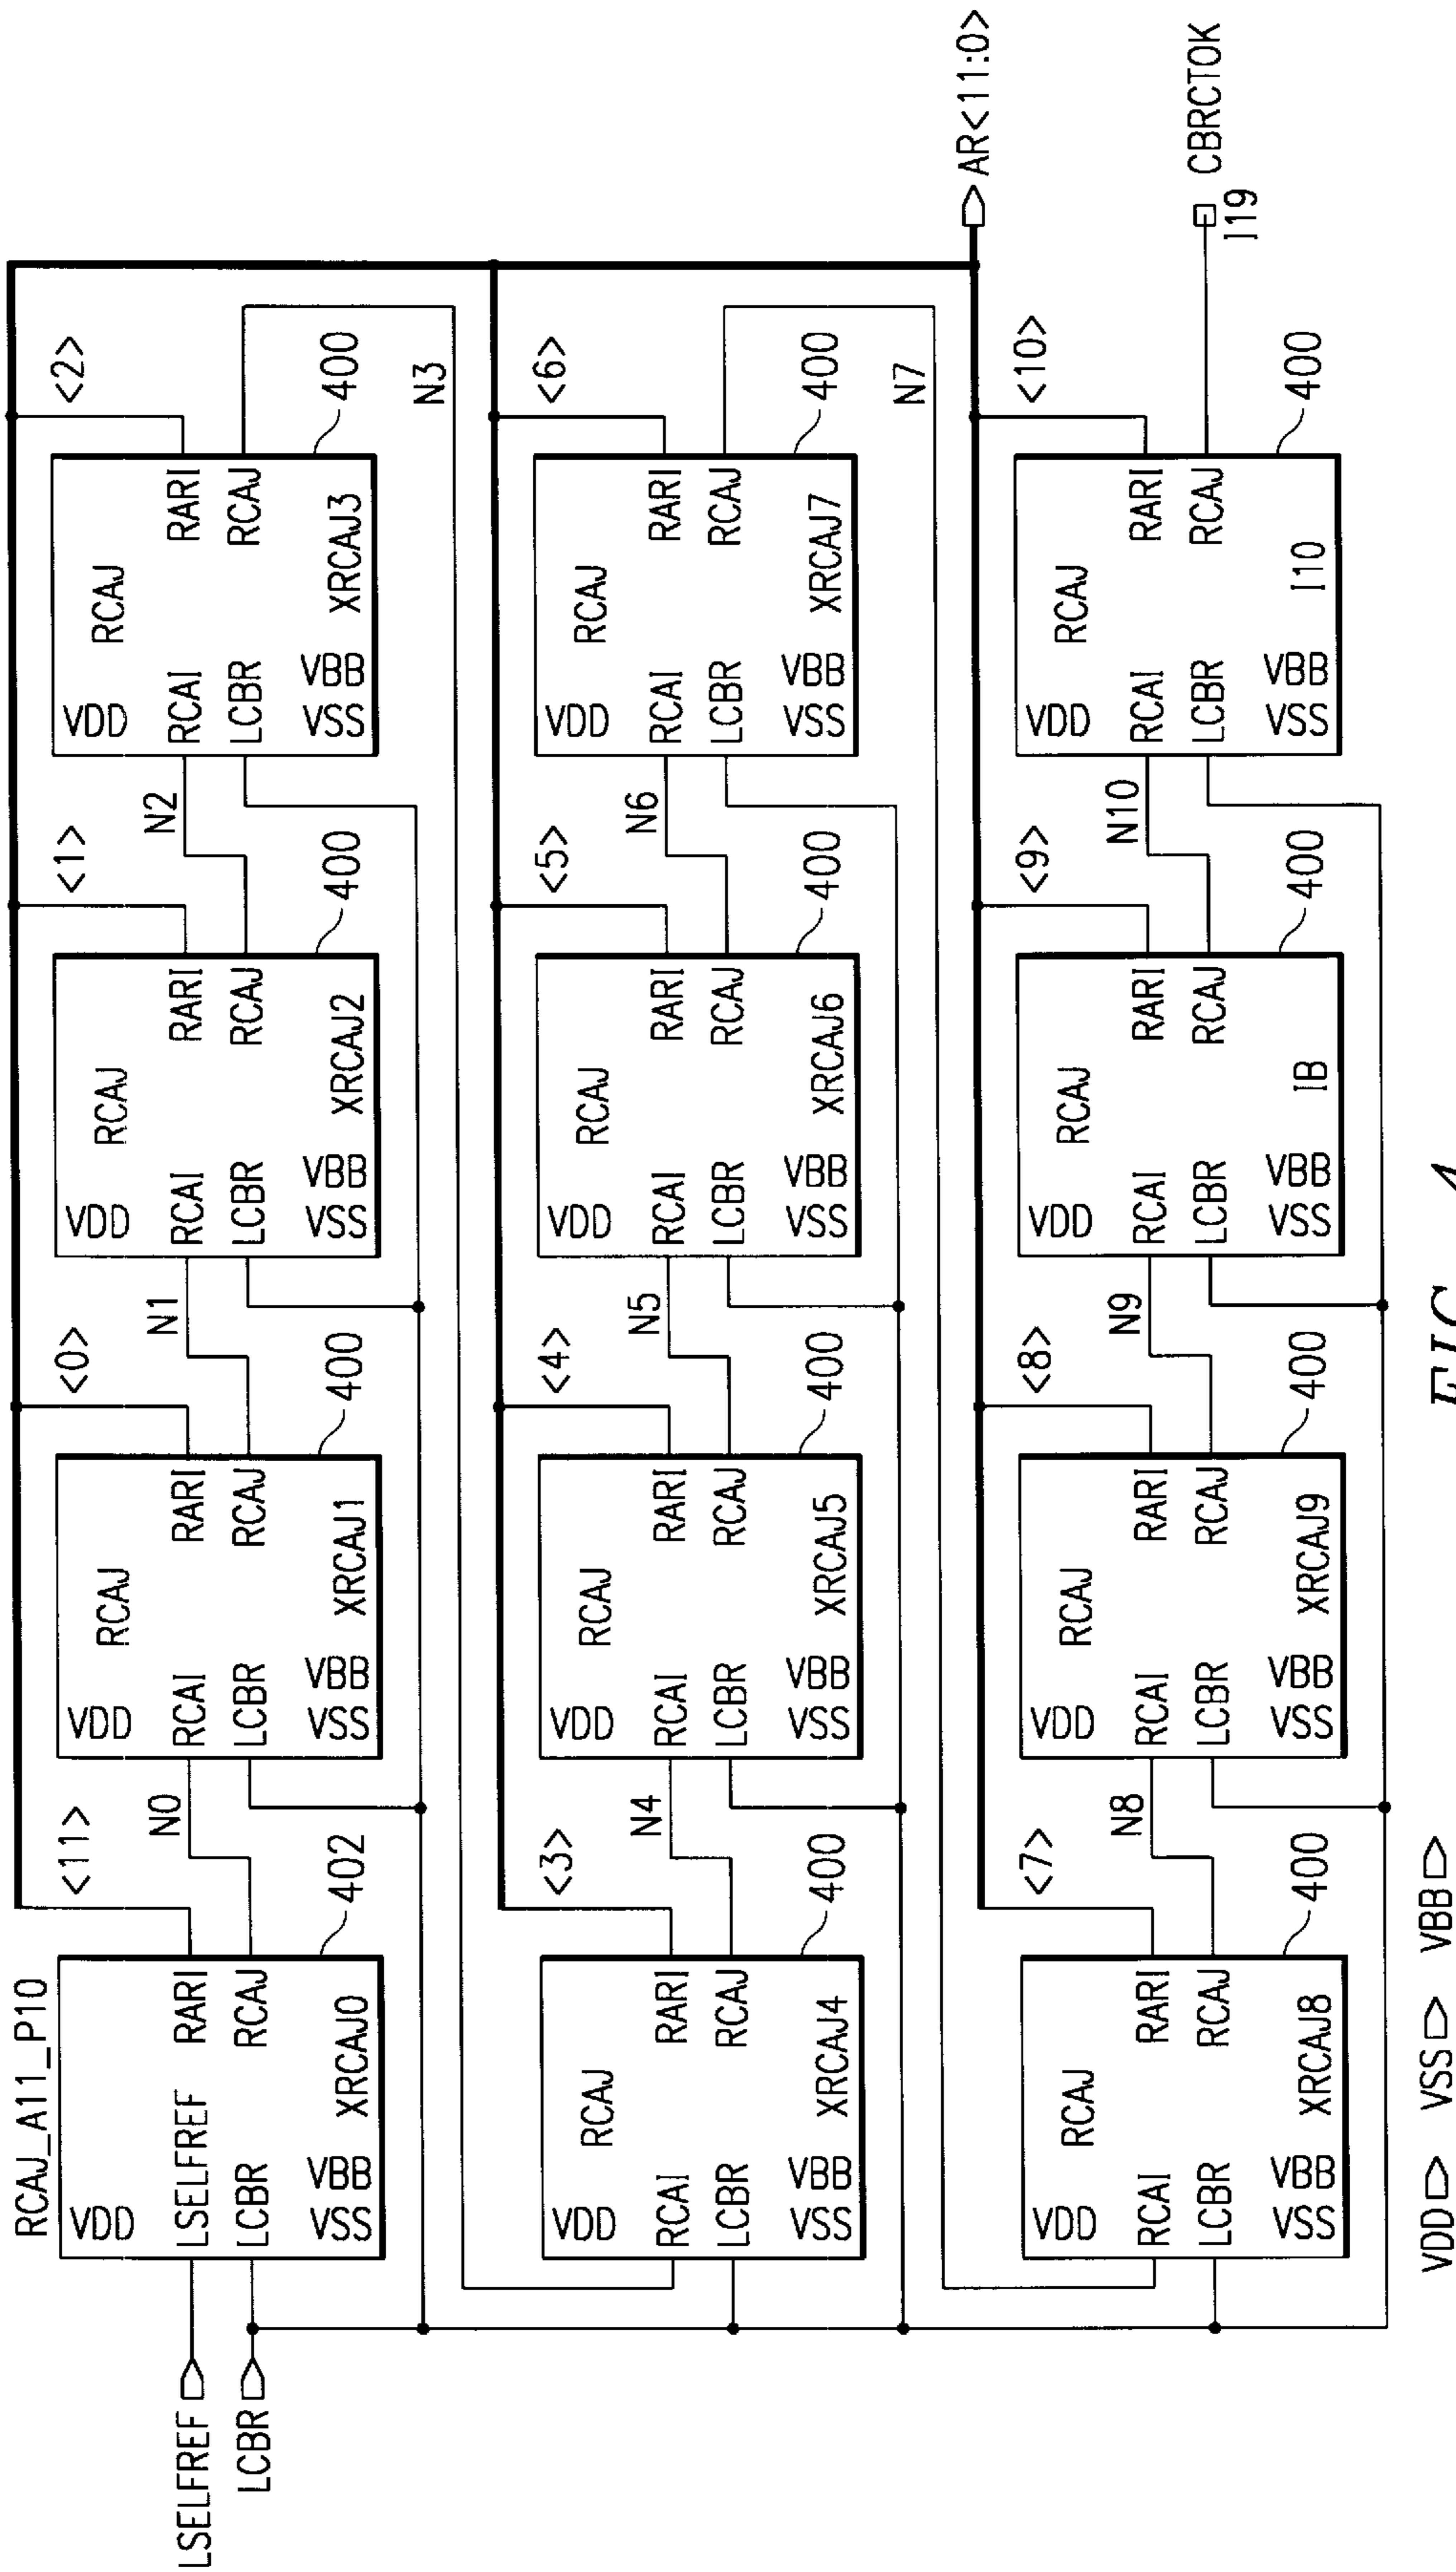 RCAJ_A11_P10
LSELFREF
LCBR
VDD
LSELFREF RARI
LCBR RCAJ
VBB
VSS XRCAJ0
402
<11>
N0
VDD RCAJ
RCAI RARI
LCBR RCAJ
VBB
VSS XRCAJ1
400
<0>
N1
VDD RCAJ
RCAI RARI
LCBR RCAJ
VBB
VSS XRCAJ2
400
<1>
N2
VDD RCAJ
RCAI RARI
LCBR RCAJ
VBB
VSS XRCAJ3
400
<2>
N3
VDD RCAJ
RCAI RARI
LCBR RCAJ
VBB
VSS XRCAJ4
400
<3>
N4
VDD RCAJ
RCAI RARI
LCBR RCAJ
VBB
VSS XRCAJ5
400
<4>
N5
VDD RCAJ
RCAI RARI
LCBR RCAJ
VBB
VSS XRCAJ6
400
<5>
N6
VDD RCAJ
RCAI RARI
LCBR RCAJ
VBB
VSS XRCAJ7
400
<6>
N7
AR<11:0>
VDD RCAJ
RCAI RARI
LCBR RCAJ
VBB
VSS XRCAJ8
400
<7>
N8
VDD RCAJ
RCAI RARI
LCBR RCAJ
VBB
VSS XRCAJ9
400
<8>
N9
VDD RCAJ
RCAI RARI
LCBR RCAJ
VBB
VSS IB
400
<9>
N10
VDD RCAJ
RCAI RARI
LCBR RCAJ
VBB
VSS I10
400
<10>
CBRCTOK
I19
VDD VSS VBB